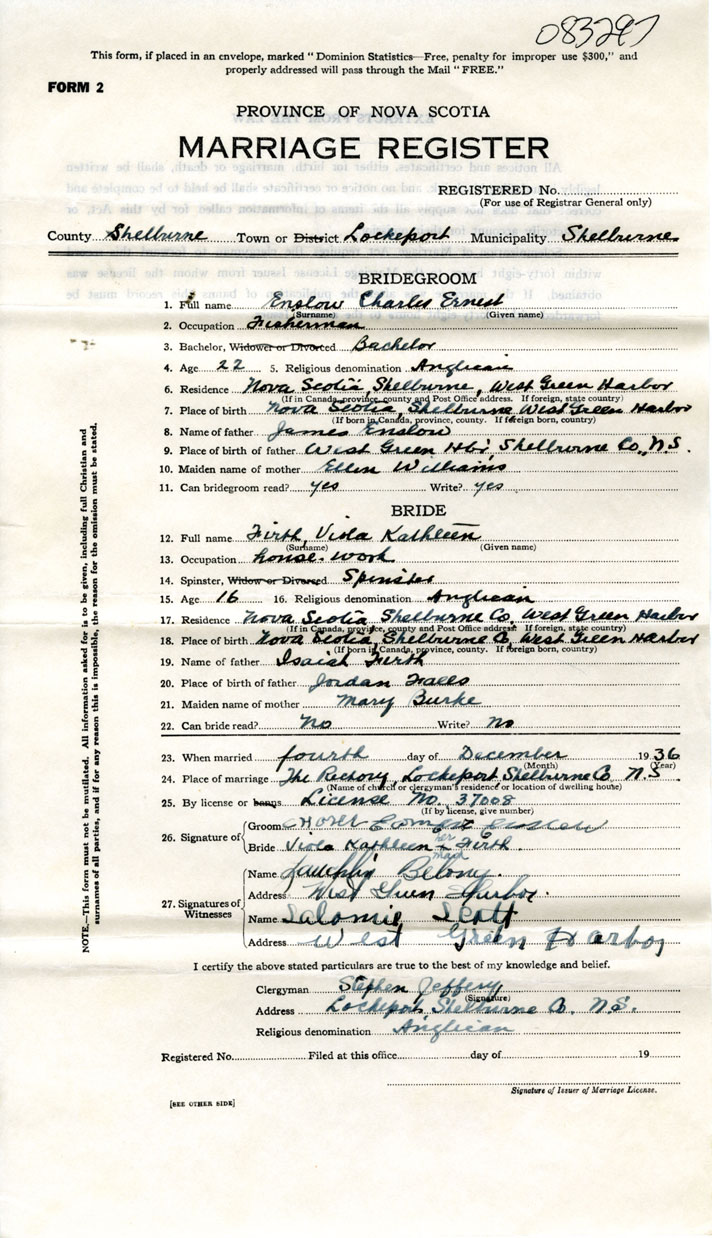 083297
This form, if placed in an envelope, marked "Dominion Statistics—Free, penalty for improper use $300," and
properly addressed will pass through the Mail "FREE."
FORM 2
PROVINCE OF NOVA SCOTIA
MARRIAGE REGISTER
REGISTERED No.
(For use of Registrar General only)
County Shelburne Town or District Lockeport Municipality Shelburne
BRIDEGROOM
1. Full name Enslow Charles Ernest
(Surname) (Given name)
2. Occupation Fisherman
3. Bachelor, Widower or Divorced Bachelor
4. Age 22 5. Religious denomination Anglican
6. Residence Nova Scotia, Shelburne, West Green Harbor
(If in Canada, province, county and Post Office address. If foreign, state country)
7. Place of birth Nova Scotia, Shelburne West Green Harbor
(If born in Canada, province, county. If foreign born, country)
8. Name of father James Enslow
9. Place of birth of father West Green Hbr, Shelburne Co., N.S.
10. Maiden name of mother Ellen Williams
11. Can bridegroom read? yes Write? yes
BRIDE
12. Full name Firth, Viola Kathleen
(Surname) (Given name)
13. Occupation house-work
14. Spinster, Widow or Divorced Spinster
15. Age 16 16. Religious denomination Anglican
17. Residence Nova Scotia Shelburne Co, West Green Harbor
(If in Canada, province, county and Post Office address. If foreign, state country)
18. Place of birth Nova Scotia, Shelburne Co, West Green Harbor
(If born in Canada, province, county. If foreign born, country)
19. Name of father Isaiah Firth
20. Place of birth of father Jordan Falls
21. Maiden name of mother Mary Burke
22. Can bride read? No Write? No
23. When married fourth day of December 1936
(Month) (Year)
24. Place of marriage The Rectory, Lockeport Shelburne Co N.S.
(Name of church or clergyman's residence or location of dwelling house)
25. By license or banns License No. 37008
(If by license, give number)
26. Signature of
Groom
Bride Viola Kathleen her x mark Firth
27. Signatures of Witnesses
Name Belony
Address West Green Harbor
Name Salomie Scott
Address West Green Harbor
I certify the above stated particulars are true to the best of my knowledge and belief.
Clergyman Stephen Jeffery
(Signature)
Address Lockeport, Shelburne Co. N.S.
Religious denomination Anglican
Registered No. Filed at this office day of 19
Signature of Issuer of Marriage License.
[SEE OTHER SIDE]
NOTE.—This form must not be mutilated. All information asked for is to be given, including full Christian and
surnames of all parties, and if for any reason this is impossible, the reason for the omission must be stated.